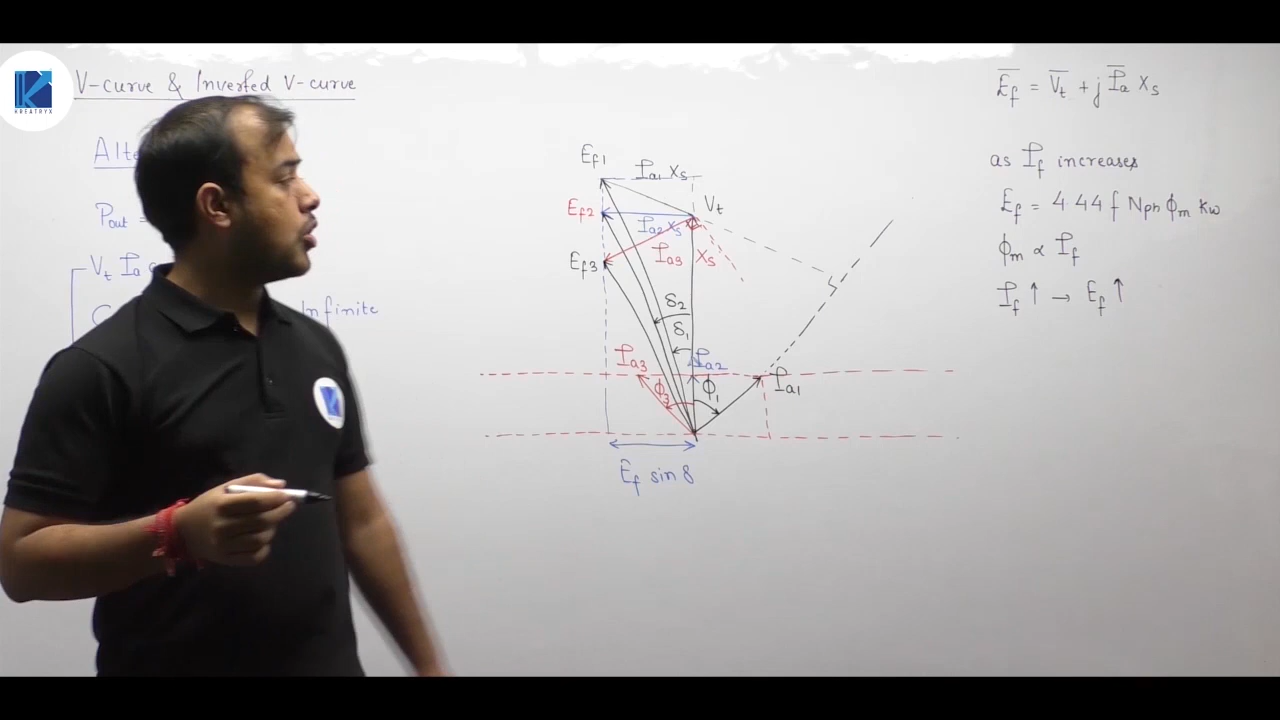 KREATRYX
V-curve & Inverted V-curve
Alte
Pout =
Vt Ia
Infinite
Ef1
Ia1 Xs
Vt
Ef2
Ia2 Xs
Ia3 Xs
Ef3
δ2
δ1
Ia3
Ia2
ϕ3
ϕ1
Ia1
Ef sin δ
Ēf = V̄t + j Īa Xs
as If increases
Ef = 4.44 f Nph ϕm kw
ϕm ∝ If
If ↑ → Ef ↑